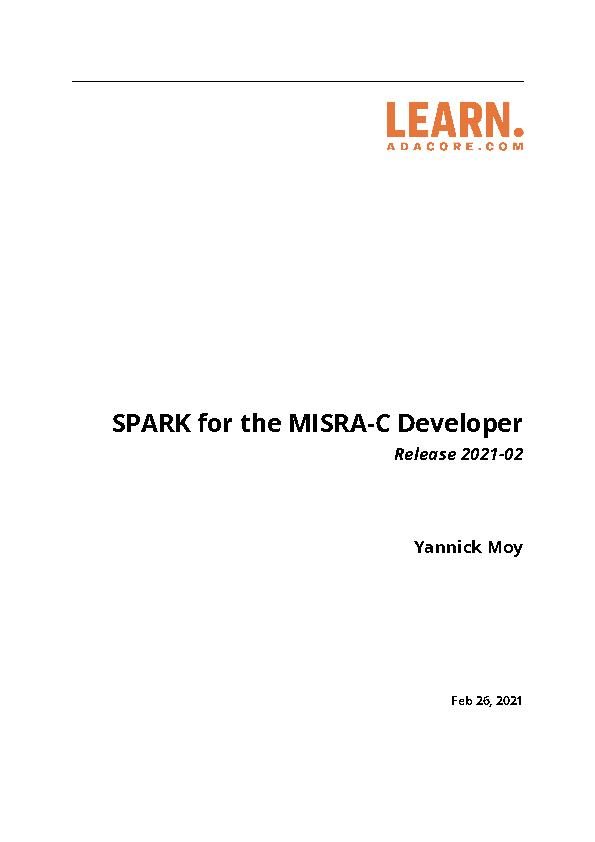 LEARN.
ADACORE.COM
SPARK for the MISRA-C Developer
Release 2021-02
Yannick Moy
Feb 26, 2021